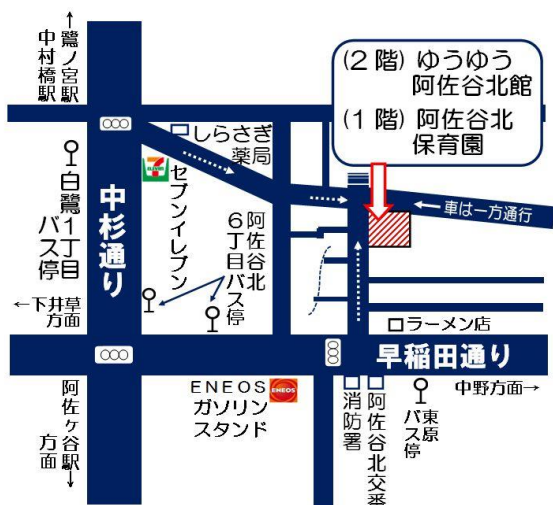 ↑鷺ノ宮駅
中村橋駅
(2階) ゆうゆう
阿佐谷北館
(1階) 阿佐谷北
保育園
しらさぎ
薬局
7
ELEVEN
セブンイレブン
白鷺1丁目
バス停
中杉通り
阿佐谷北
6丁目バス停
←車は一方通行
←下井草
方面
ラーメン店
早稲田通り
中野方面→
ENEOS
ガソリン
スタンド
ENEOS
消防署
阿佐谷北交番
東原
バス停
阿佐ヶ谷駅↓
方面